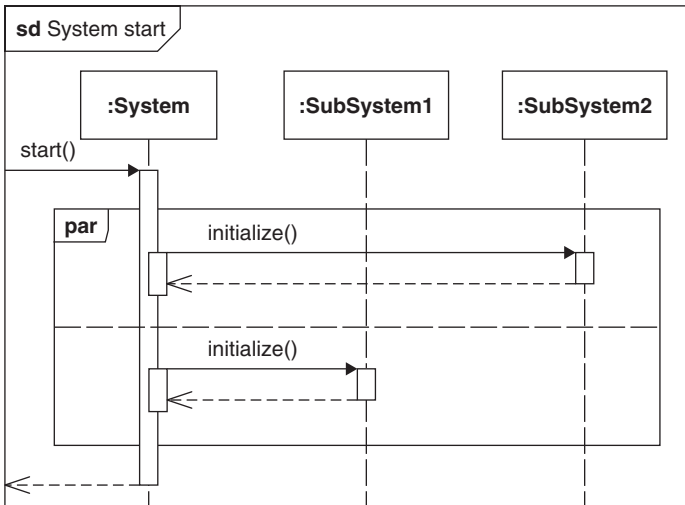 sd System start
:System
:SubSystem1
:SubSystem2
start()
par
initialize()
initialize()